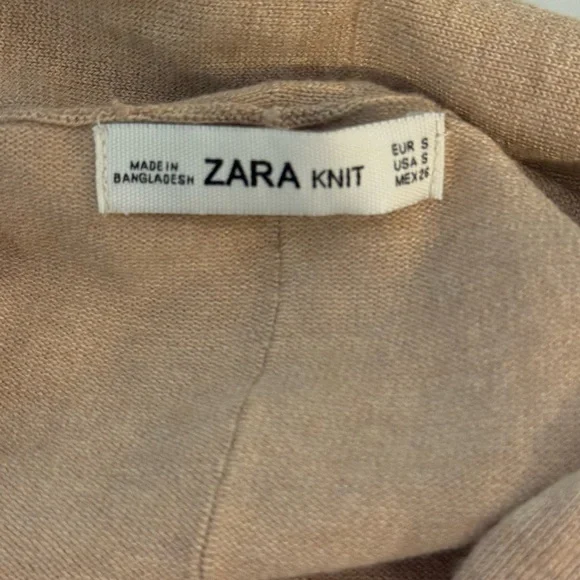 MADE IN
BANGLADESH
ZARA KNIT
EUR S
USA S
MEX 26